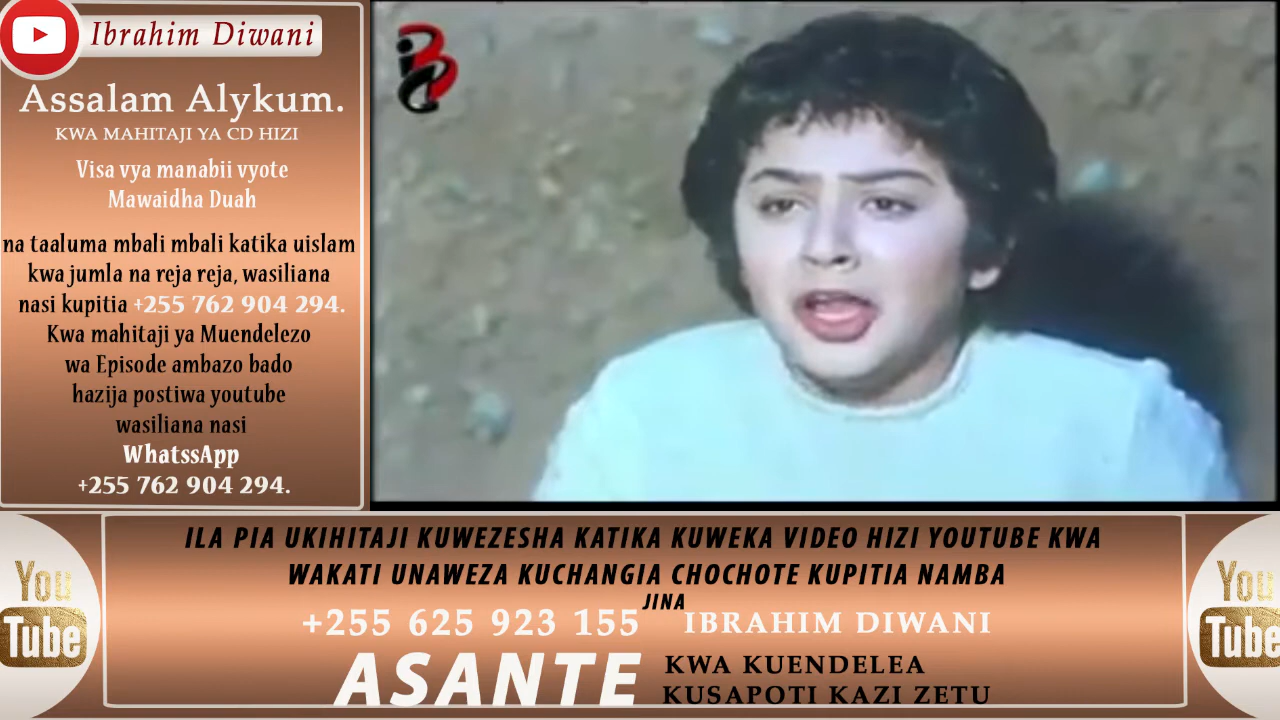 Ibrahim Diwani
Assalam Alykum.
KWA MAHITAJI YA CD HIZI
Visa vya manabii vyote
Mawaidha Duah
na taaluma mbali mbali katika uislam
kwa jumla na reja reja, wasiliana
nasi kupitia +255 762 904 294.
Kwa mahitaji ya Muendelezo
wa Episode ambazo bado
hazija postiwa youtube
wasiliana nasi
WhatssApp
+255 762 904 294.
ILA PIA UKIHITAJI KUWEZESHA KATIKA KUWEKA VIDEO HIZI YOUTUBE KWA
WAKATI UNAWEZA KUCHANGIA CHOCHOTE KUPITIA NAMBA
JINA
+255 625 923 155 IBRAHIM DIWANI
ASANTE KWA KUENDELEA
KUSAPOTI KAZI ZETU
You
Tube
You
Tube